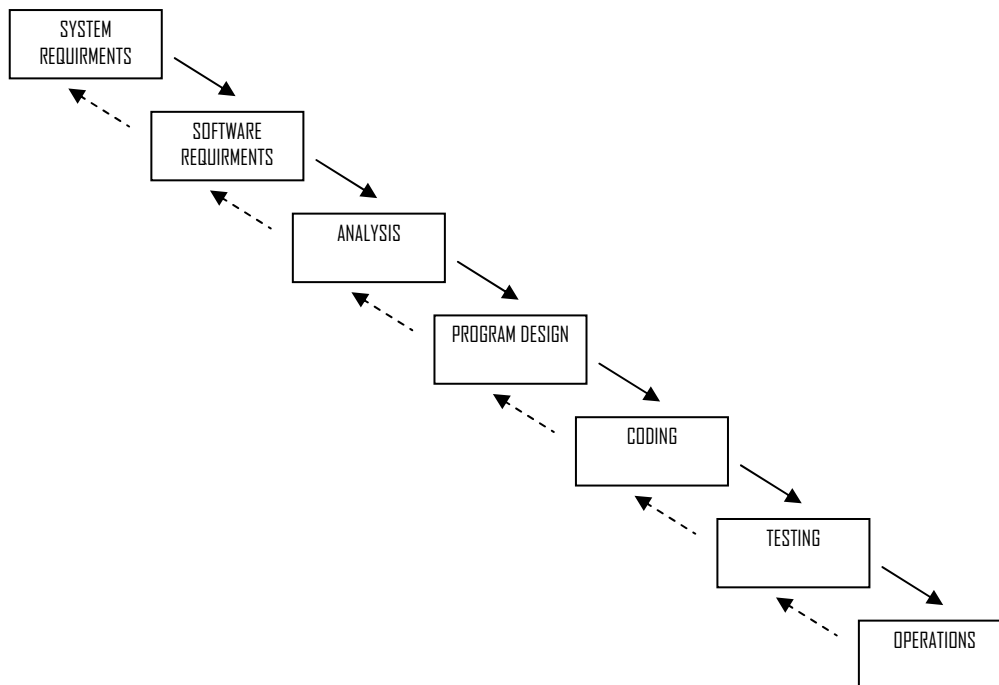 SYSTEM
REQUIRMENTS
SOFTWARE
REQUIRMENTS
ANALYSIS
PROGRAM DESIGN
CODING
TESTING
OPERATIONS